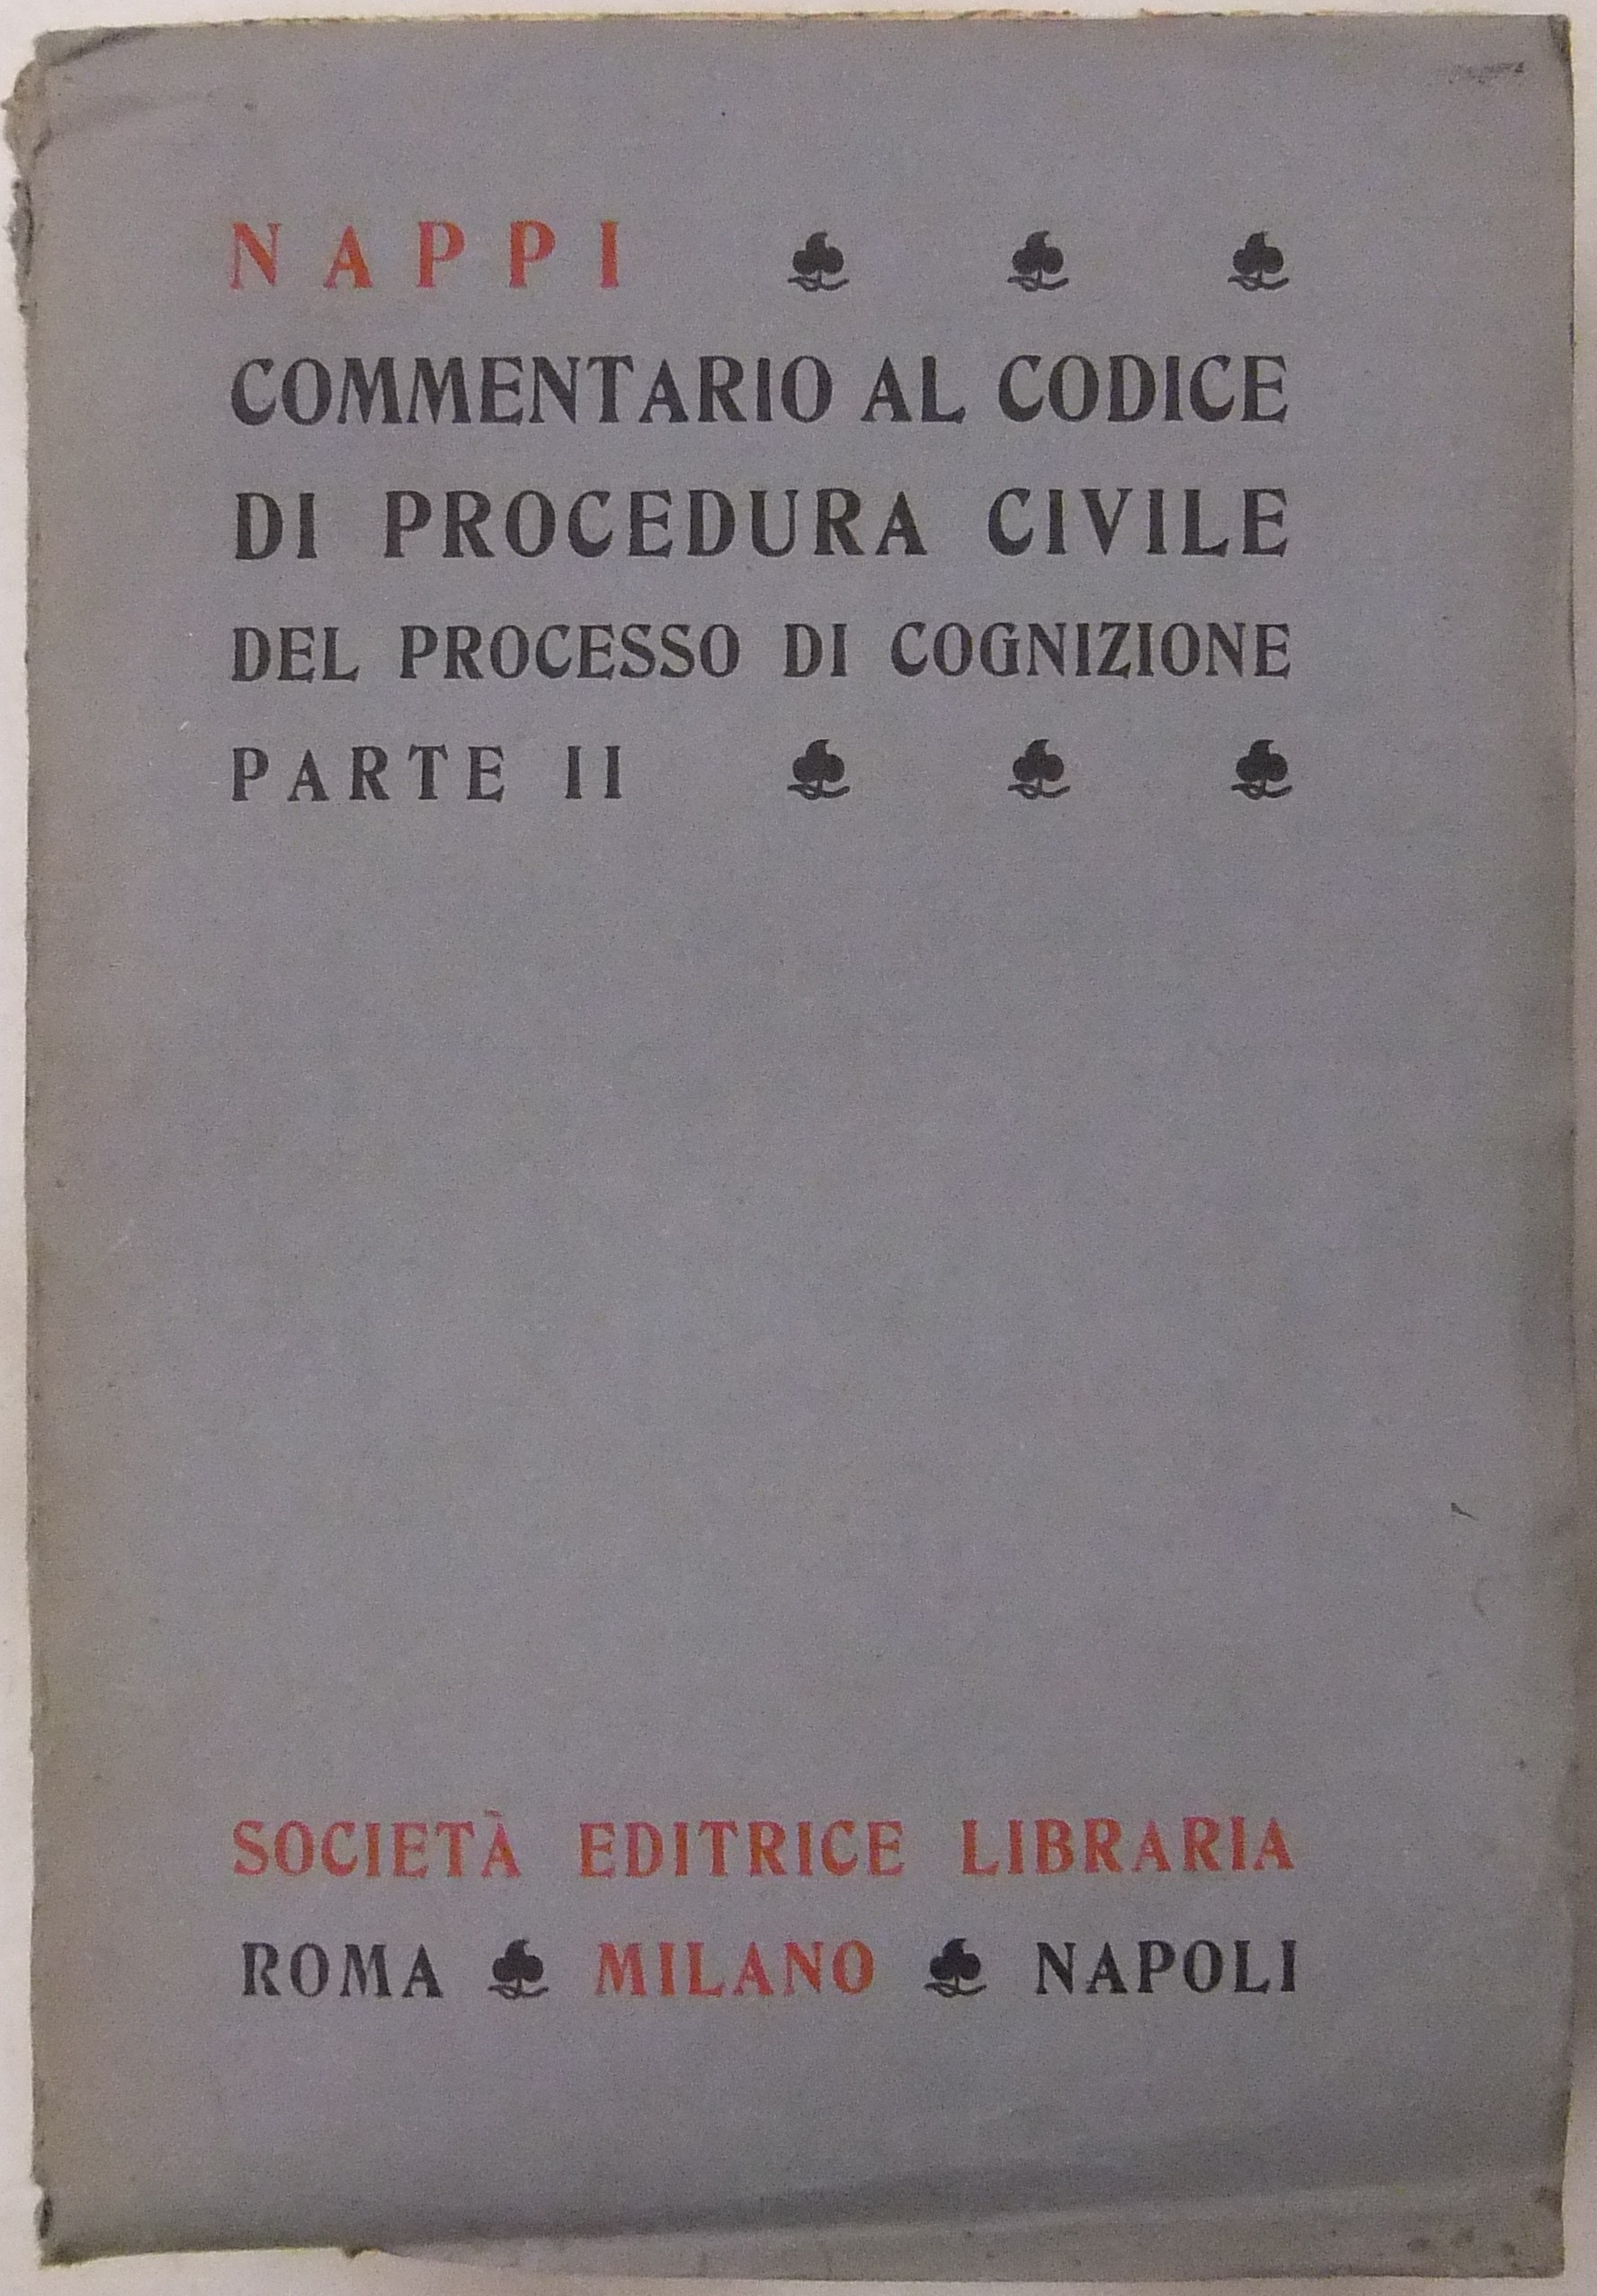 NAPPI
COMMENTARIO AL CODICE
DI PROCEDURA CIVILE
DEL PROCESSO DI COGNIZIONE
PARTE II
SOCIETÀ EDITRICE LIBRARIA
ROMA MILANO NAPOLI